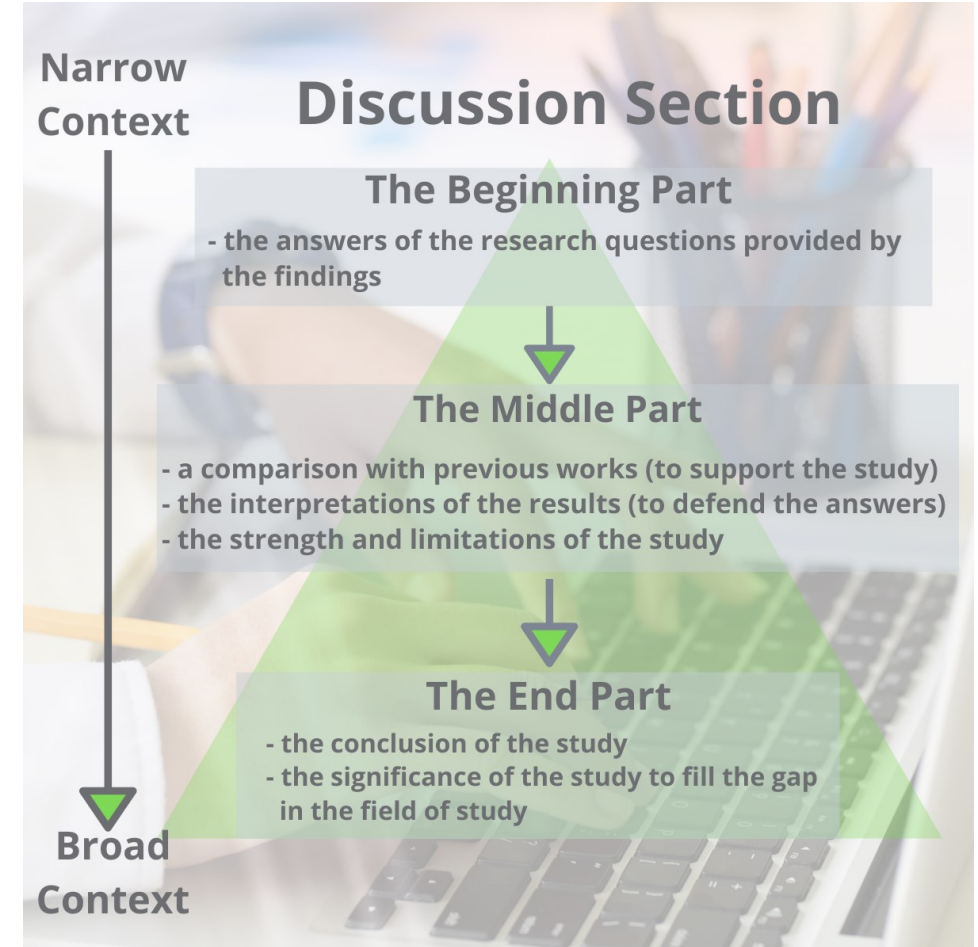 Narrow
Context
Discussion Section
The Beginning Part
- the answers of the research questions provided by
the findings
The Middle Part
- a comparison with previous works (to support the study)
- the interpretations of the results (to defend the answers)
- the strength and limitations of the study
The End Part
- the conclusion of the study
- the significance of the study to fill the gap
in the field of study
Broad
Context